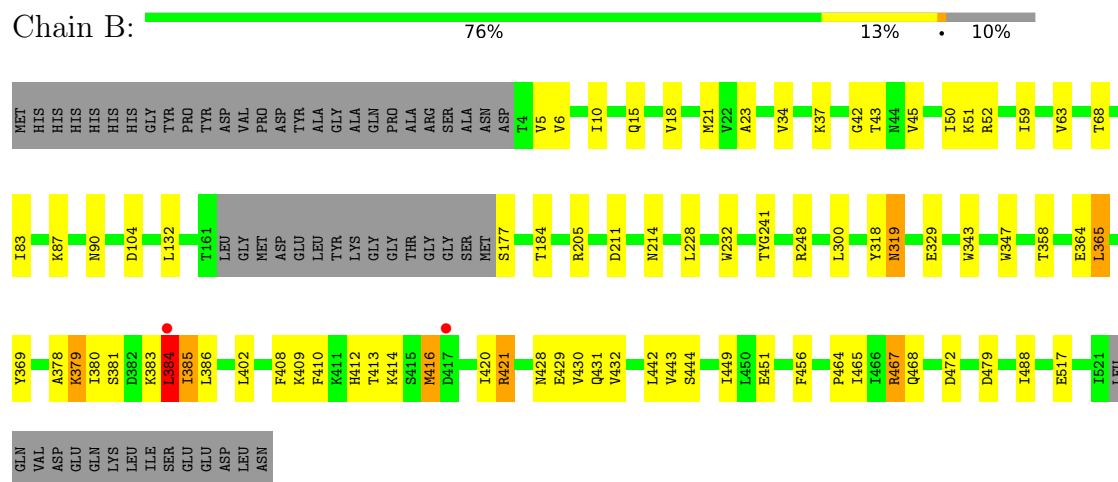 Chain B:
76% 13% • 10%
MET HIS HIS HIS HIS HIS HIS GLY TYR PRO TYR ASP VAL PRO ASP TYR ALA GLY ALA GLN PRO ALA ARG SER ALA ASN ASP T4 V5 V6 I10 Q15 V18 M21 V22 A23 V34 K37 G42 T43 N44 V45 I50 K51 R52 I59 V63 T68
I83 K87 N90 D104 L132 T161 LEU GLY MET ASP GLU LEU TYR LYS GLY GLY THR GLY GLY SER MET S177 T184 R205 D211 N214 L228 W232 TYG241 R248 L300 Y318 N319 E329 W343 W347 T358 E364 L365
Y369 A378 K379 I380 S381 D382 K383 L384 I385 L386 L402 F408 K409 F410 K411 H412 T413 K414 S415 M416 D417 I420 R421 N428 E429 V430 Q431 V432 L442 V443 S444 I449 L450 E451 F456 P464 I465 I466 R467 Q468 D472 D479 I488 E517 I521 LEU
GLN VAL ASP GLU GLN LYS LEU ILE SER GLU GLU ASP LEU ASN